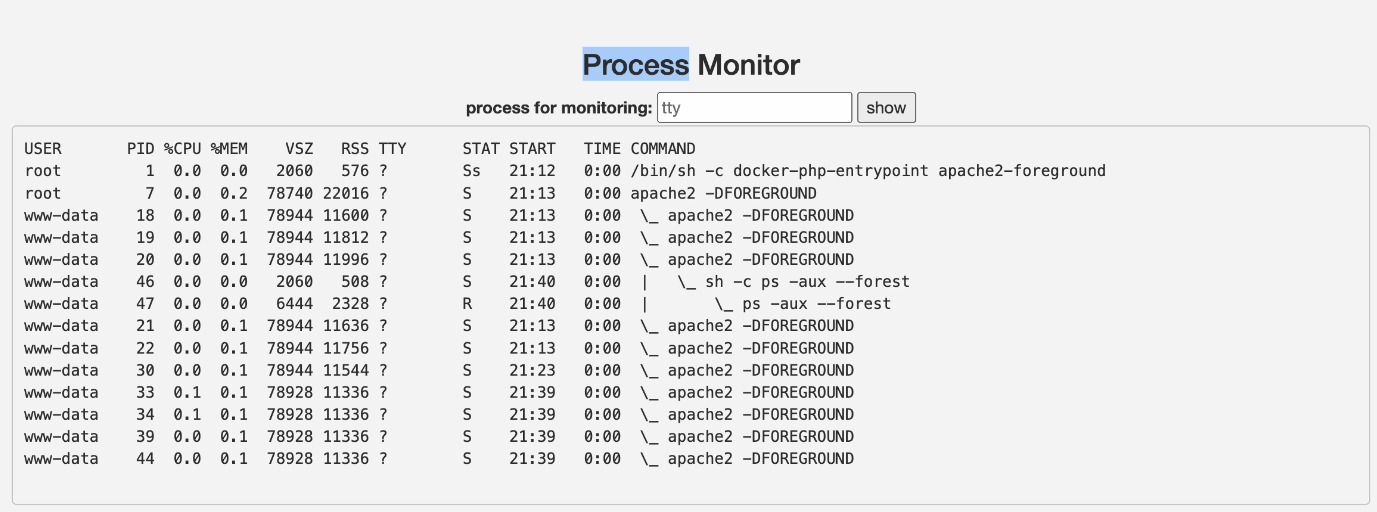 Process Monitor
process for monitoring: tty show
USER       PID %CPU %MEM    VSZ   RSS TTY      STAT START   TIME COMMAND
root         1  0.0  0.0   2060   576 ?        Ss   21:12   0:00 /bin/sh -c docker-php-entrypoint apache2-foreground
root         7  0.0  0.2  78740 22016 ?        S    21:13   0:00 apache2 -DFOREGROUND
www-data    18  0.0  0.1  78944 11600 ?        S    21:13   0:00  \_ apache2 -DFOREGROUND
www-data    19  0.0  0.1  78944 11812 ?        S    21:13   0:00  \_ apache2 -DFOREGROUND
www-data    20  0.0  0.1  78944 11996 ?        S    21:13   0:00  \_ apache2 -DFOREGROUND
www-data    46  0.0  0.0   2060   508 ?        S    21:40   0:00  |   \_ sh -c ps -aux --forest
www-data    47  0.0  0.0   6444  2328 ?        R    21:40   0:00  |       \_ ps -aux --forest
www-data    21  0.0  0.1  78944 11636 ?        S    21:13   0:00  \_ apache2 -DFOREGROUND
www-data    22  0.0  0.1  78944 11756 ?        S    21:13   0:00  \_ apache2 -DFOREGROUND
www-data    30  0.0  0.1  78944 11544 ?        S    21:23   0:00  \_ apache2 -DFOREGROUND
www-data    33  0.1  0.1  78928 11336 ?        S    21:39   0:00  \_ apache2 -DFOREGROUND
www-data    34  0.1  0.1  78928 11336 ?        S    21:39   0:00  \_ apache2 -DFOREGROUND
www-data    39  0.0  0.1  78928 11336 ?        S    21:39   0:00  \_ apache2 -DFOREGROUND
www-data    44  0.0  0.1  78928 11336 ?        S    21:39   0:00  \_ apache2 -DFOREGROUND